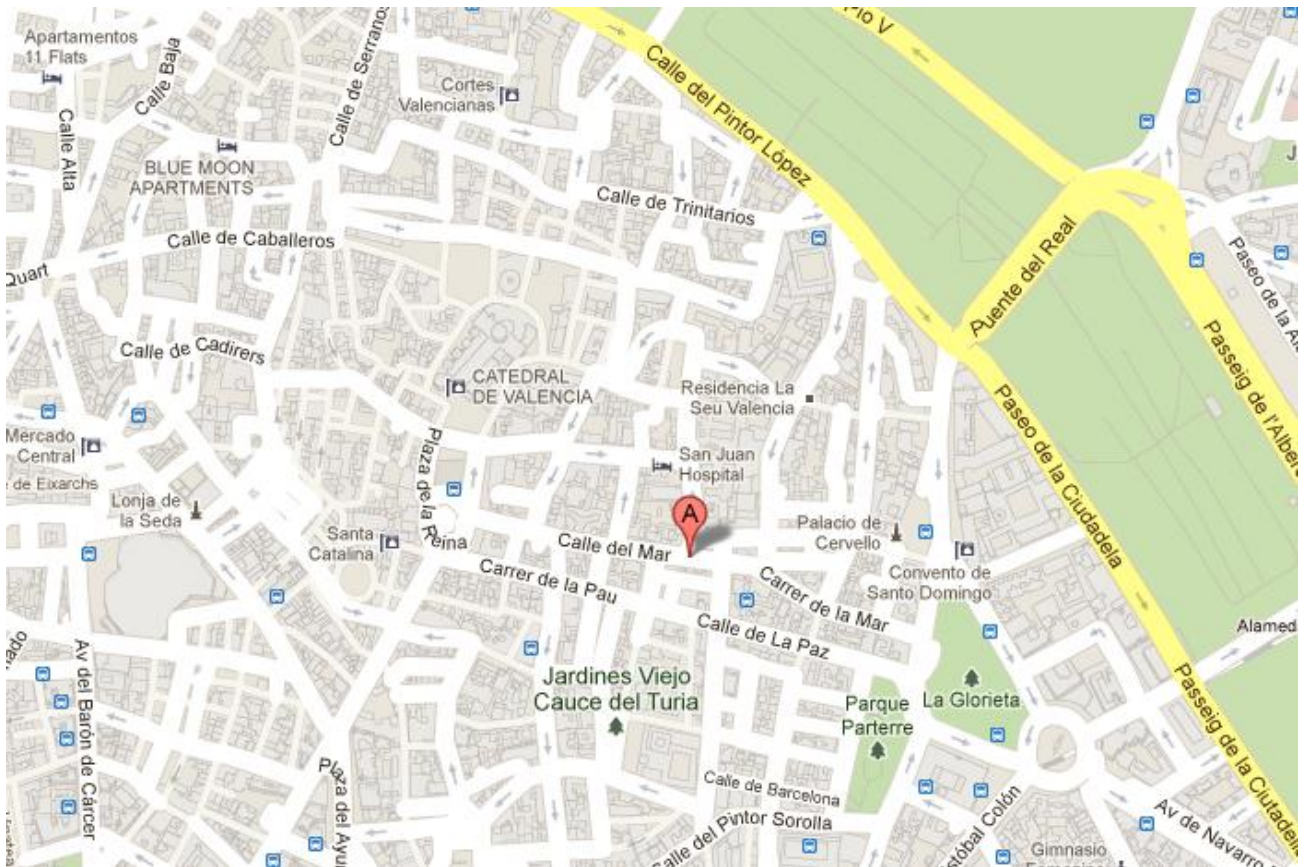 Apartamentos
11 Flats
Calle Baja
Calle de Serranos
Calle Alta
Cortes
Valencianas
Calle del Pintor López
Pío V
BLUE MOON
APARTMENTS
Calle de Trinitarios
Calle de Caballeros
Quart
Puente del Real
Paseo de la Al
J
Calle de Cadirers
CATEDRAL
DE VALENCIA
Residencia La
Seu Valencia
Passeig de l'Albere
Mercado
Central
e de Eixarchs
Lonja de
la Seda
Plaza de la Reina
San Juan
Hospital
A
Paseo de la Ciudadela
Santa
Catalina
Calle del Mar
Palacio de
Cervello
Convento de
Santo Domingo
Carrer de la Pau
Carrer de la Mar
Calle de La Paz
Alameda
Av del Barón de Cárcer
Jardines Viejo
Cauce del Turia
Parque
Parterre
La Glorieta
Passeig de la Ciutadella
Plaza del Ayu
Calle de Barcelona
Calle del Pintor Sorolla
stóbal Colón
Av de Navarro
Gimnasio